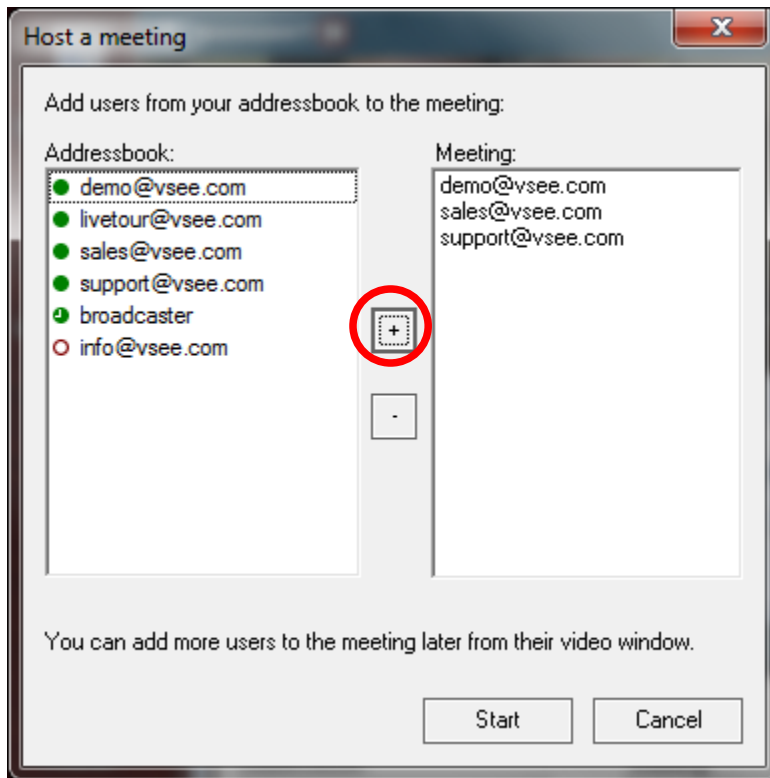 Host a meeting
Add users from your addressbook to the meeting:
Addressbook:
demo@vsee.com
livetour@vsee.com
sales@vsee.com
support@vsee.com
broadcaster
info@vsee.com
+
-
Meeting:
demo@vsee.com
sales@vsee.com
support@vsee.com
You can add more users to the meeting later from their video window.
Start
Cancel